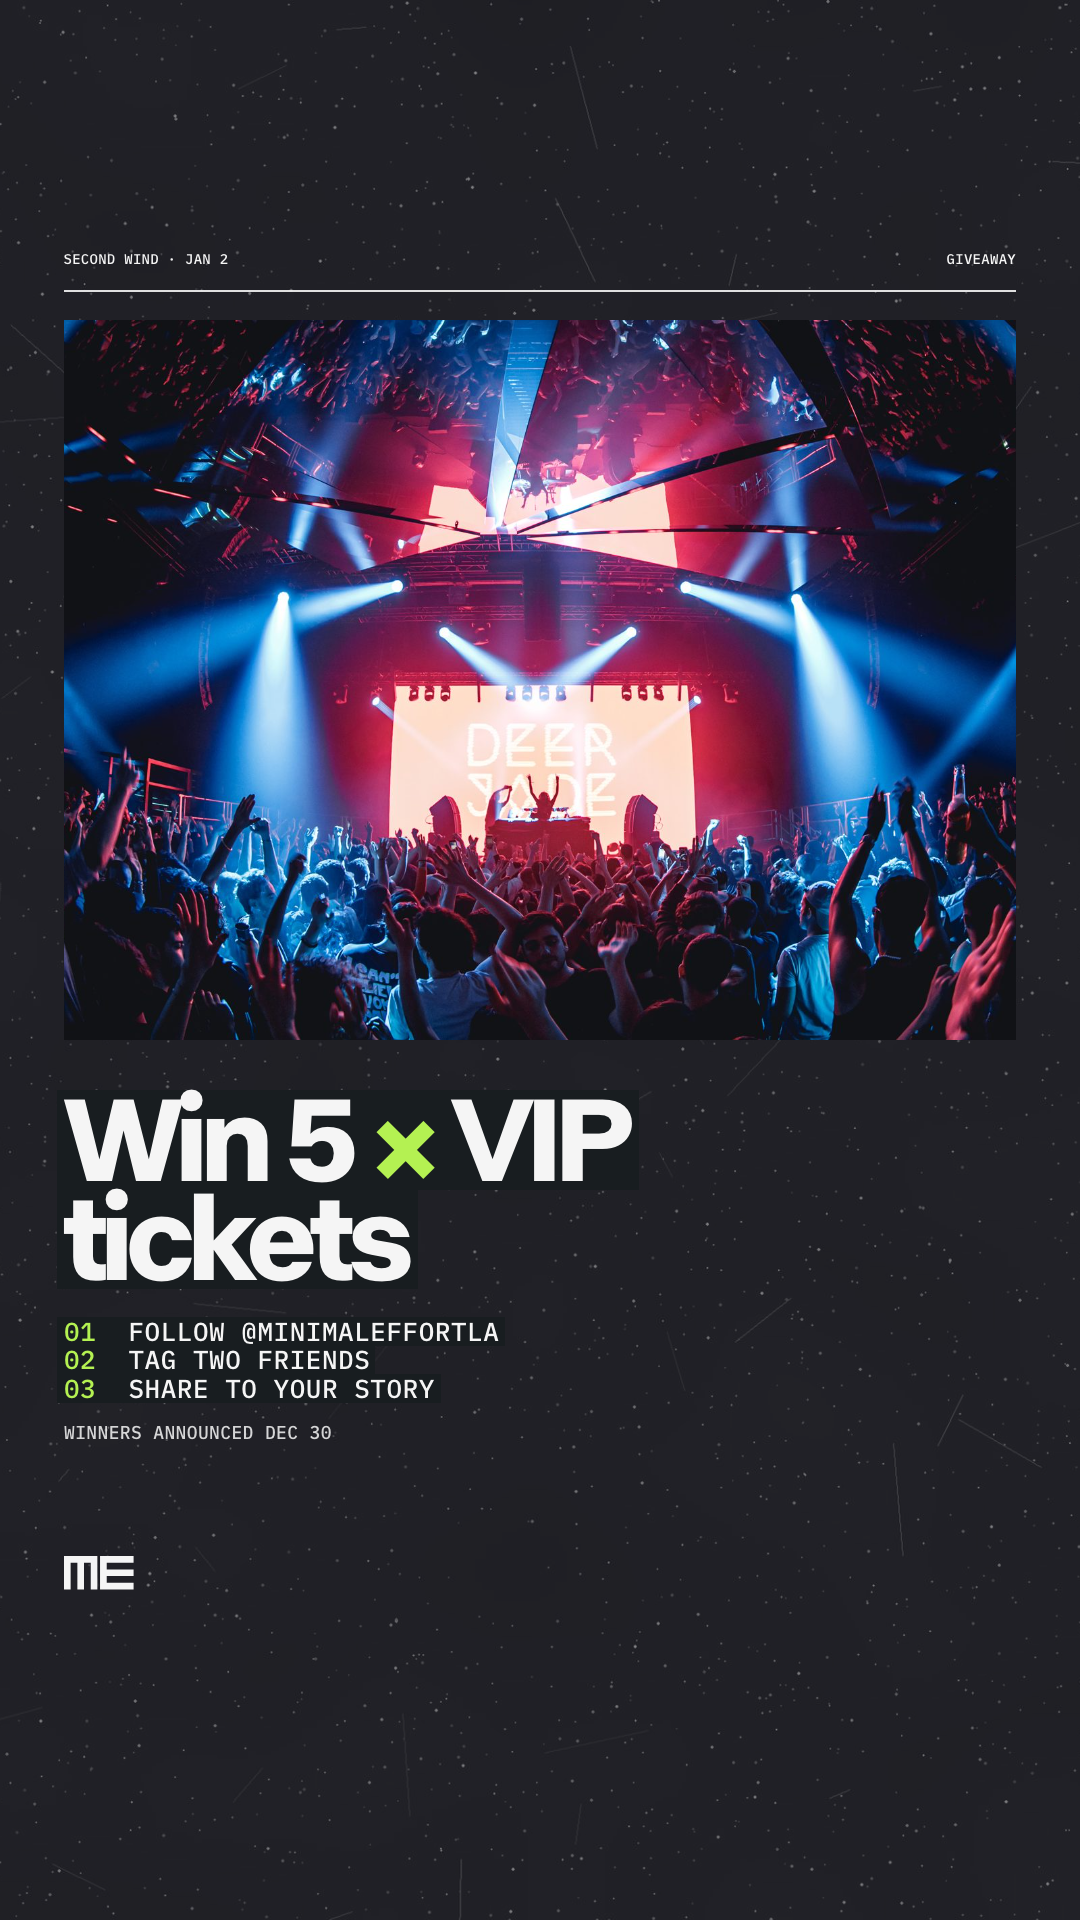 SECOND WIND · JAN 2
GIVEAWAY
DEER
JADE
Win 5 × VIP
tickets
01 FOLLOW @MINIMALEFFORTLA
02 TAG TWO FRIENDS
03 SHARE TO YOUR STORY
WINNERS ANNOUNCED DEC 30
ME